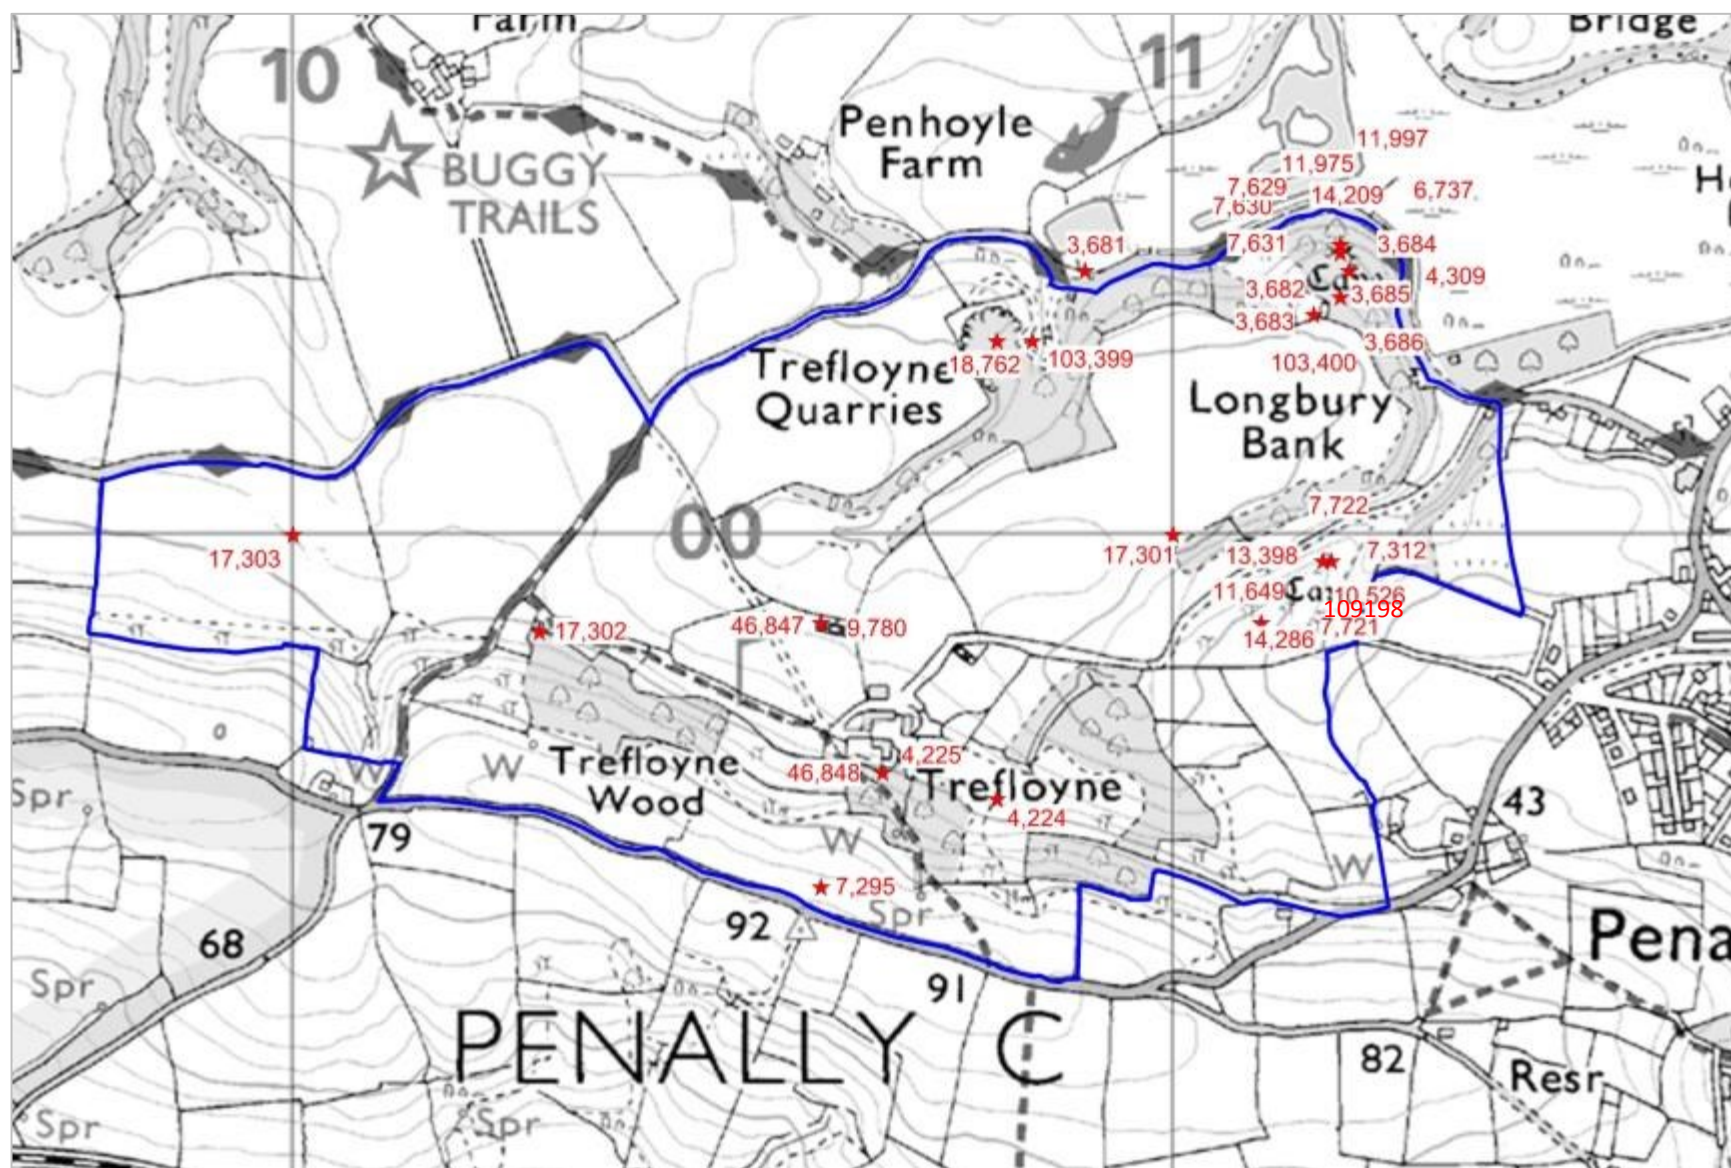 Farm
Bridge
10
11
Penhoyle
Farm
11,997
11,975
BUGGY
TRAILS
7,629
14,209
6,737
7,630
3,681
7,631
3,684
4,309
3,682
3,685
3,683
3,686
18,762
103,399
103,400
Trefloyne
Quarries
Longbury
Bank
7,722
00
17,303
17,301
13,398
7,312
11,649
10,526
109198
17,302
46,847
9,780
7,721
14,286
W
W
Trefloyne
Wood
4,225
46,848
Trefloyne
4,224
Spr
79
43
W
W
7,295
Spr
92
68
Pena
Spr
91
PENALLY C
82
Resr
Spr
Spr